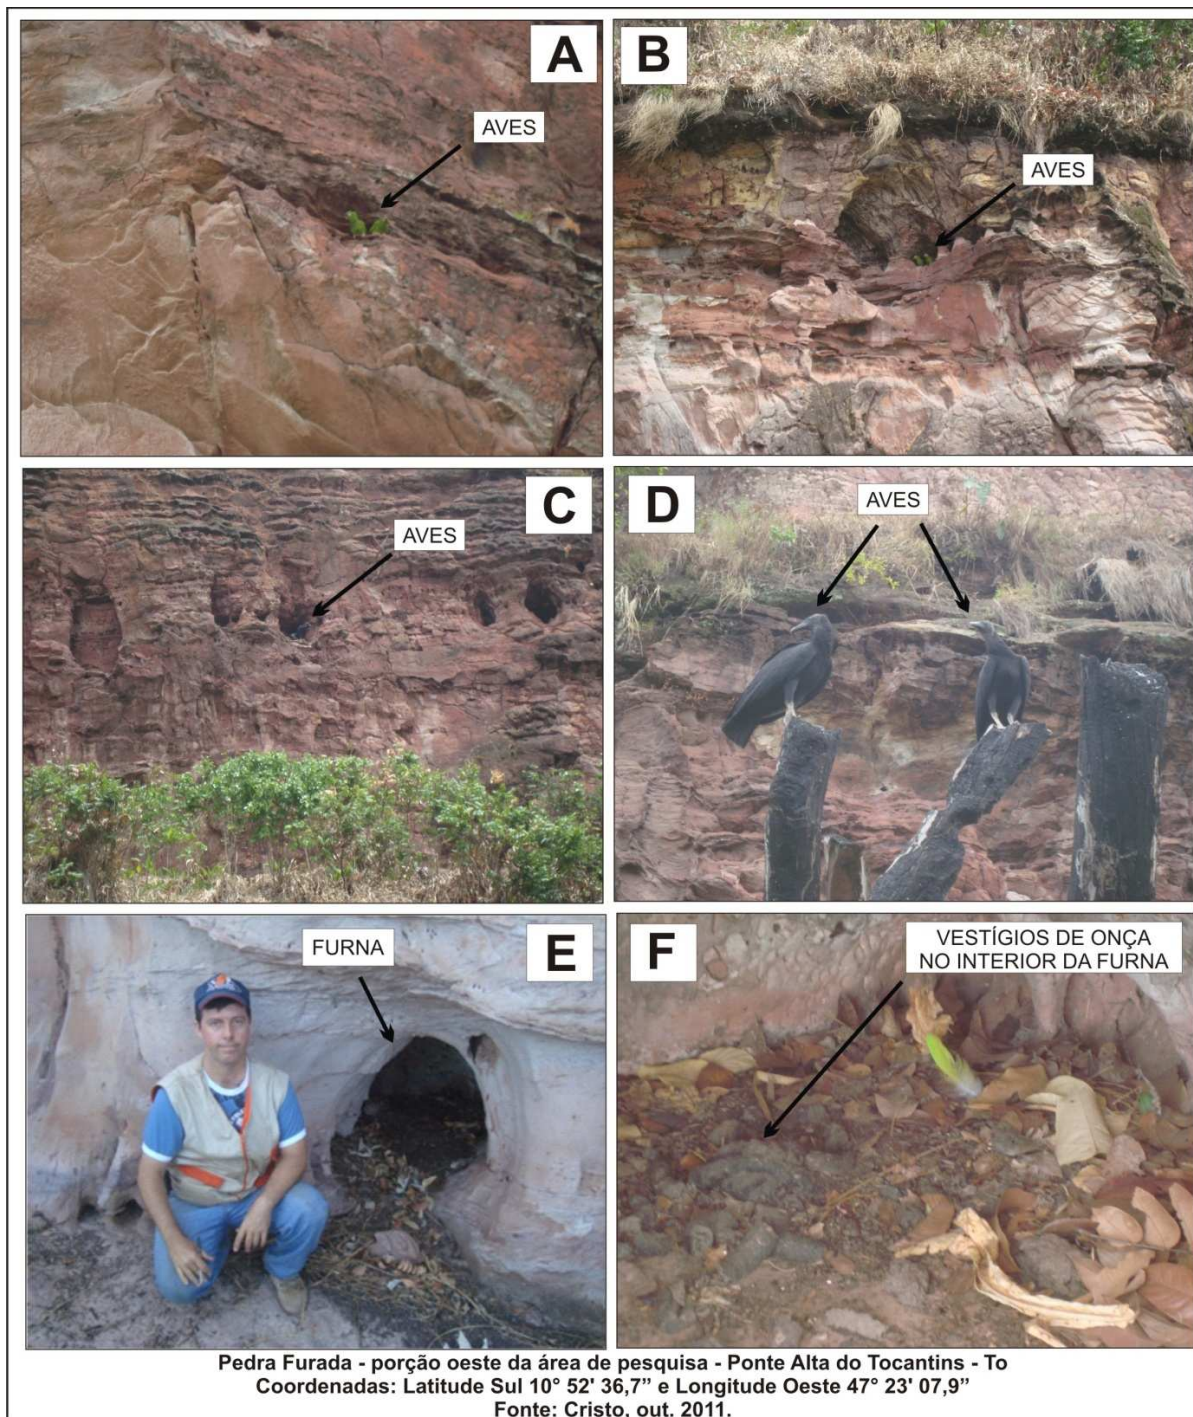 A
AVES
B
AVES
C
AVES
D
AVES
E
FURNA
F
VESTÍGIOS DE ONÇA
NO INTERIOR DA FURNA
Pedra Furada - porção oeste da área de pesquisa - Ponte Alta do Tocantins - To
Coordenadas: Latitude Sul 10° 52' 36,7” e Longitude Oeste 47° 23' 07,9”
Fonte: Cristo, out. 2011.